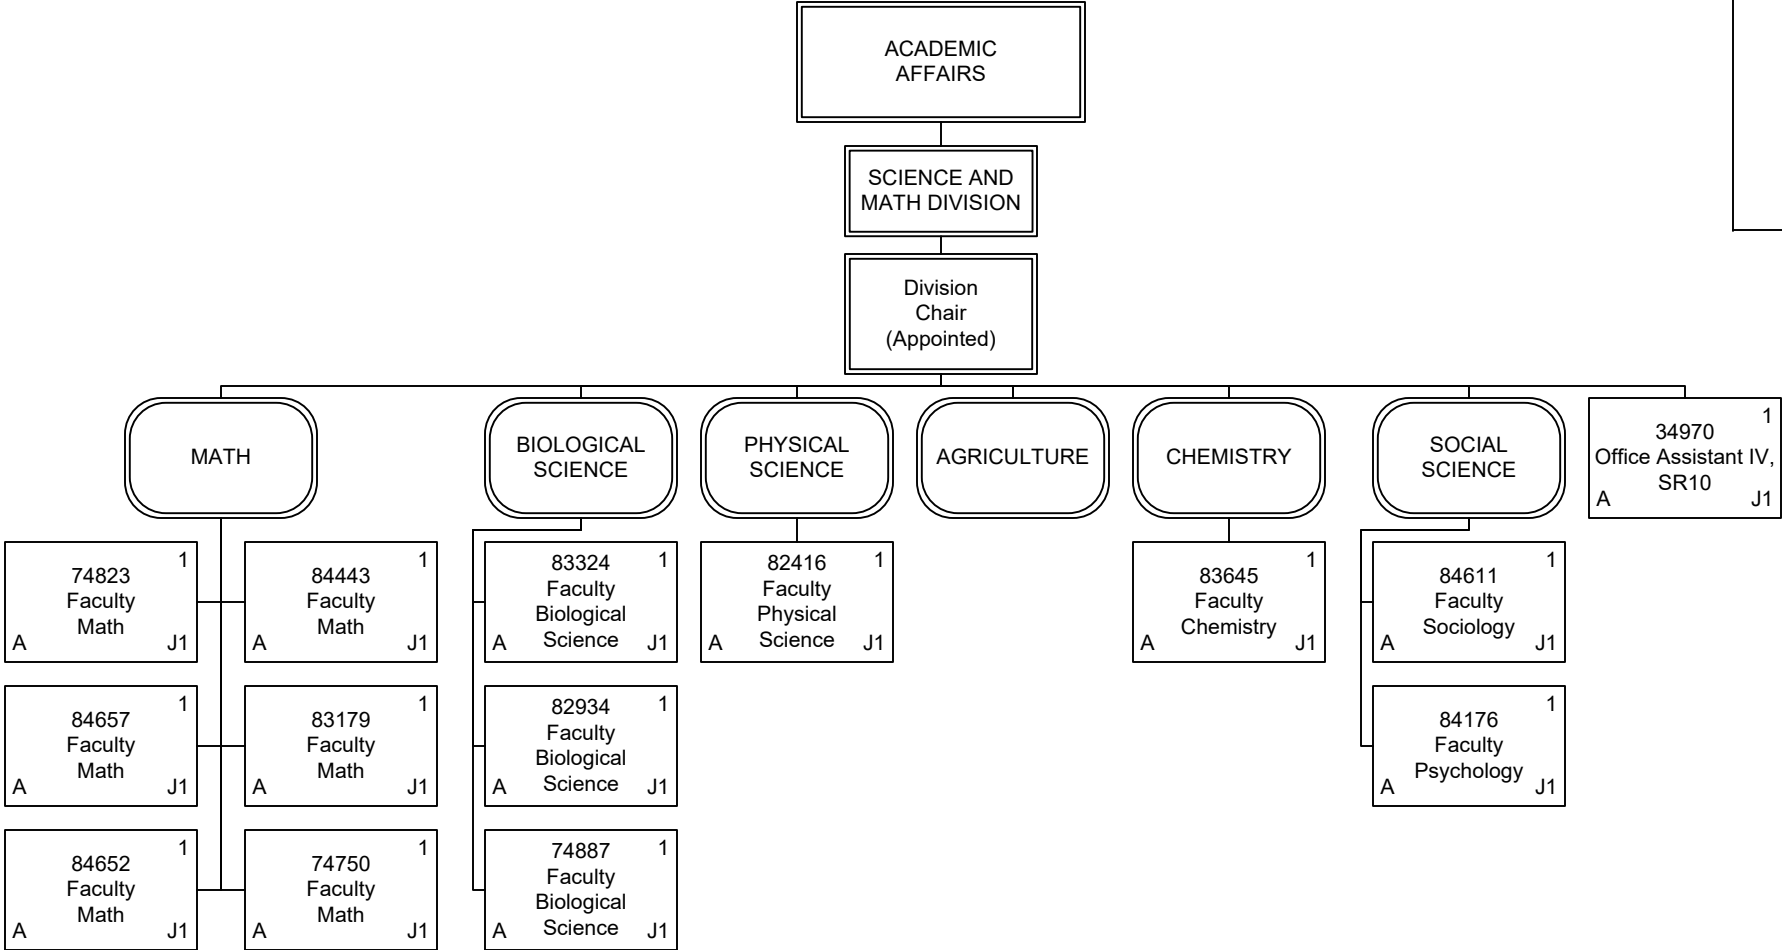 ACADEMIC
AFFAIRS
SCIENCE AND
MATH DIVISION
Division
Chair
(Appointed)
MATH
BIOLOGICAL
SCIENCE
PHYSICAL
SCIENCE
AGRICULTURE
CHEMISTRY
SOCIAL
SCIENCE
1
34970
Office Assistant IV,
SR10
A J1
1
74823
Faculty
Math
A J1
1
84443
Faculty
Math
A J1
83324 1
Faculty
Biological
Science
A J1
82416 1
Faculty
Physical
Science
A J1
1
83645
Faculty
Chemistry
A J1
1
84611
Faculty
Sociology
A J1
1
84657
Faculty
Math
A J1
1
83179
Faculty
Math
A J1
82934 1
Faculty
Biological
Science
A J1
1
84176
Faculty
Psychology
A J1
1
84652
Faculty
Math
A J1
1
74750
Faculty
Math
A J1
74887 1
Faculty
Biological
Science
A J1